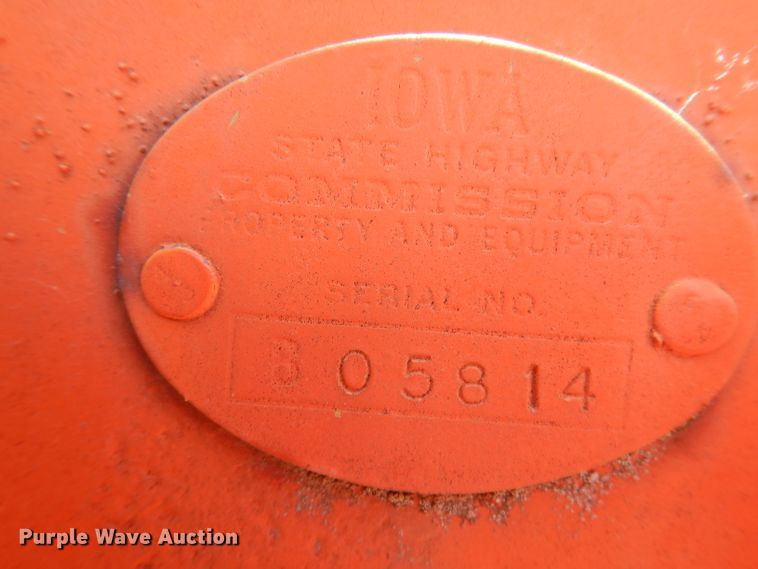 IOWA
STATE HIGHWAY
COMMISSION
PROPERTY AND EQUIPMENT
SERIAL NO.
B 05814
Purple Wave Auction